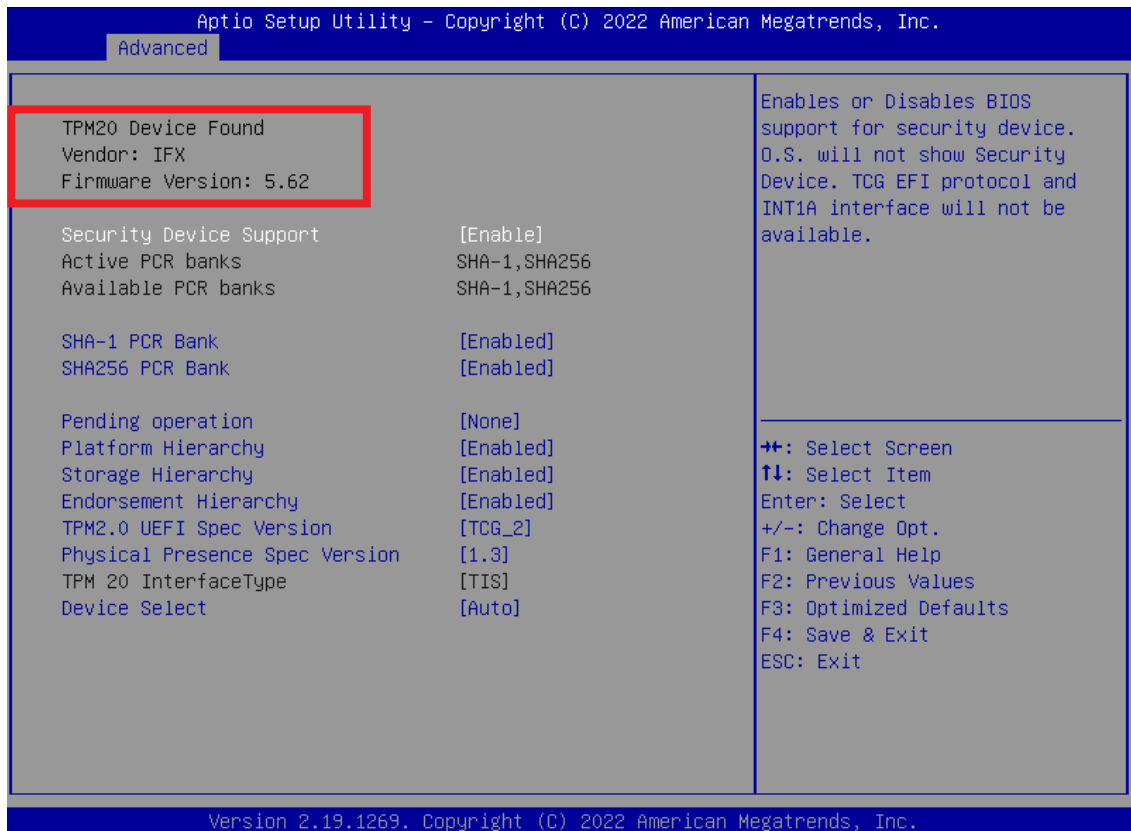 Aptio Setup Utility – Copyright (C) 2022 American Megatrends, Inc.
Advanced
TPM20 Device Found
Vendor: IFX
Firmware Version: 5.62
Security Device Support [Enable]
Active PCR banks SHA-1,SHA256
Available PCR banks SHA-1,SHA256
SHA-1 PCR Bank [Enabled]
SHA256 PCR Bank [Enabled]
Pending operation [None]
Platform Hierarchy [Enabled]
Storage Hierarchy [Enabled]
Endorsement Hierarchy [Enabled]
TPM2.0 UEFI Spec Version [TCG_2]
Physical Presence Spec Version [1.3]
TPM 20 InterfaceType [TIS]
Device Select [Auto]
Enables or Disables BIOS
support for security device.
O.S. will not show Security
Device. TCG EFI protocol and
INT1A interface will not be
available.
→←: Select Screen
↑↓: Select Item
Enter: Select
+/-: Change Opt.
F1: General Help
F2: Previous Values
F3: Optimized Defaults
F4: Save & Exit
ESC: Exit
Version 2.19.1269. Copyright (C) 2022 American Megatrends, Inc.